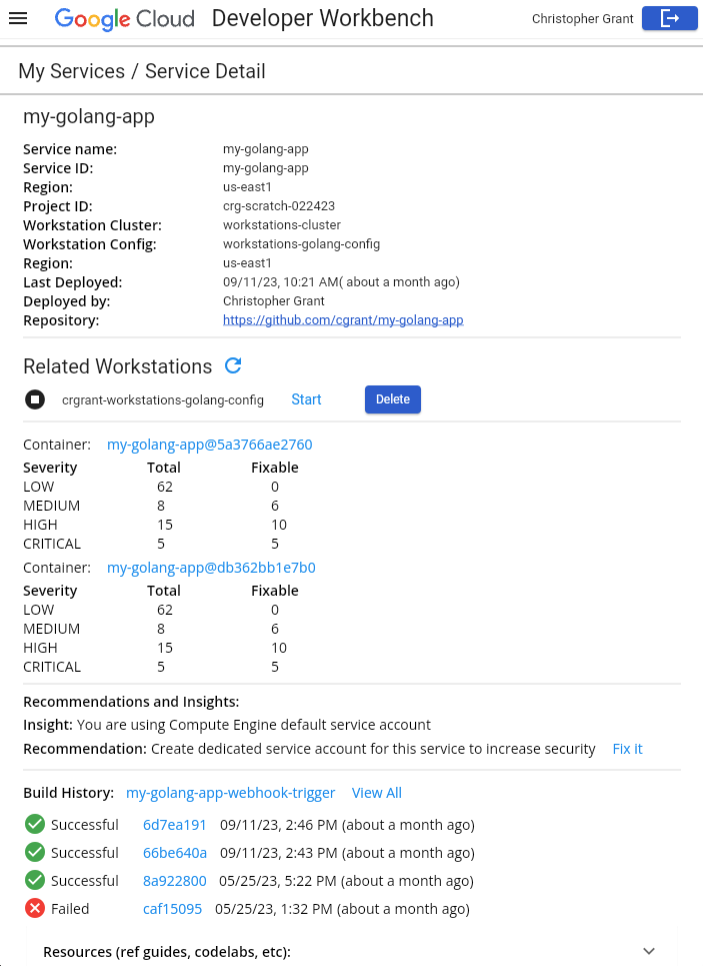 Google Cloud Developer Workbench Christopher Grant
My Services / Service Detail
my-golang-app
Service name: my-golang-app
Service ID: my-golang-app
Region: us-east1
Project ID: crg-scratch-022423
Workstation Cluster: workstations-cluster
Workstation Config: workstations-golang-config
Region: us-east1
Last Deployed: 09/11/23, 10:21 AM( about a month ago)
Deployed by: Christopher Grant
Repository: https://github.com/cgrant/my-golang-app
Related Workstations
crgrant-workstations-golang-config Start Delete
Container: my-golang-app@5a3766ae2760
Severity Total Fixable
LOW 62 0
MEDIUM 8 6
HIGH 15 10
CRITICAL 5 5
Container: my-golang-app@db362bb1e7b0
Severity Total Fixable
LOW 62 0
MEDIUM 8 6
HIGH 15 10
CRITICAL 5 5
Recommendations and Insights:
Insight: You are using Compute Engine default service account
Recommendation: Create dedicated service account for this service to increase security Fix it
Build History: my-golang-app-webhook-trigger View All
Successful 6d7ea191 09/11/23, 2:46 PM (about a month ago)
Successful 66be640a 09/11/23, 2:43 PM (about a month ago)
Successful 8a922800 05/25/23, 5:22 PM (about a month ago)
Failed caf15095 05/25/23, 1:32 PM (about a month ago)
Resources (ref guides, codelabs, etc):